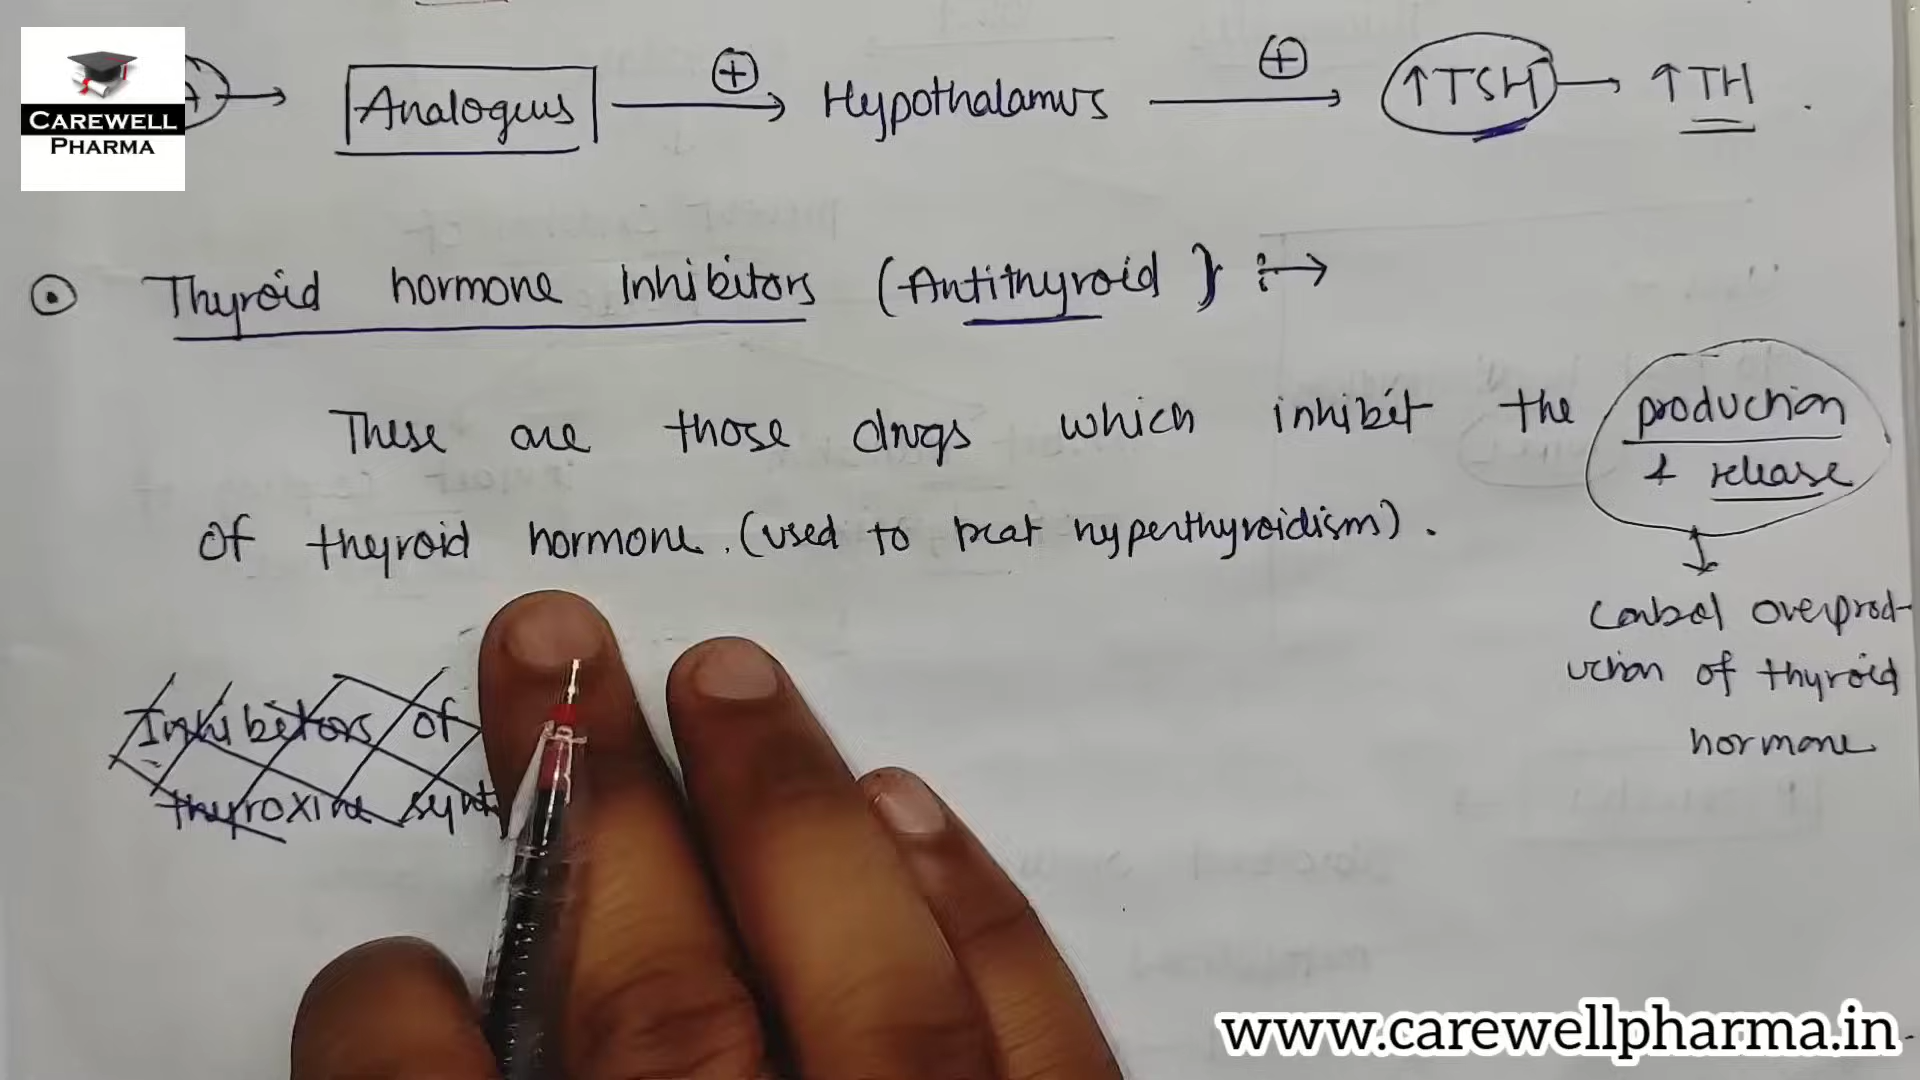 CAREWELL
PHARMA
Analogues → ⊕ Hypothalamus → ⊕ ↑TSH → ↑TH .
⊙ Thyroid hormone Inhibitors (Antithyroid) :→
These are those drugs which inhibit the production
& release
of thyroid hormone. (used to treat hyperthyroidism) .
Control overprod-
uction of thyroid
hormone
Inhibitors of
thyroxine synt
www.carewellpharma.in